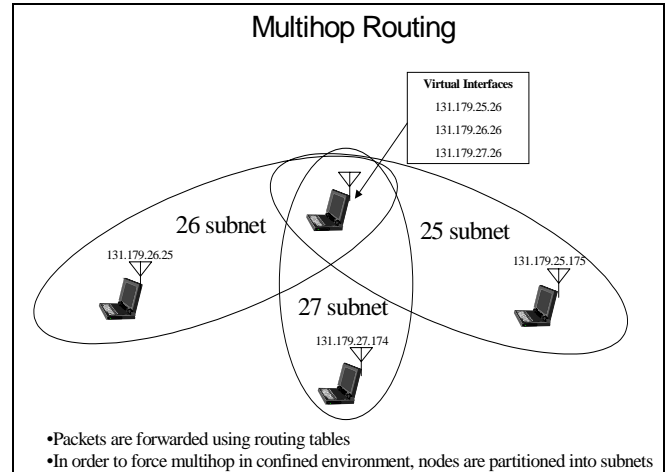 Multihop Routing
Virtual Interfaces
131.179.25.26
131.179.26.26
131.179.27.26
26 subnet
25 subnet
131.179.26.25
131.179.25.175
27 subnet
131.179.27.174
•Packets are forwarded using routing tables
•In order to force multihop in confined environment, nodes are partitioned into subnets